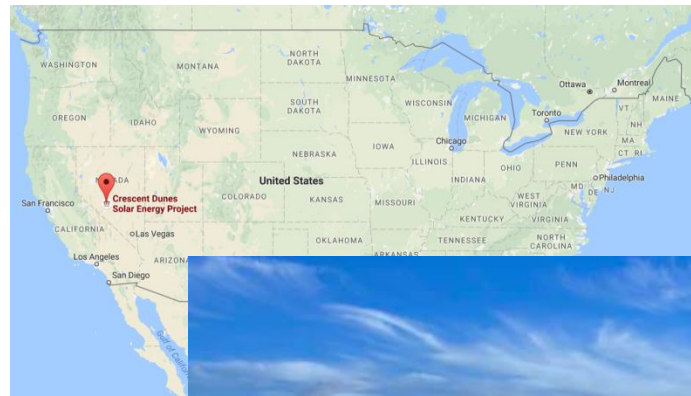 WASHINGTON
MONTANA
NORTH
DAKOTA
MINNESOTA
Ottawa
Montreal
MAINE
OREGON
IDAHO
SOUTH
DAKOTA
WISCONSIN
MICHIGAN
Toronto
VT
NH
NEW YORK
MA
CT RI
WYOMING
Chicago
IOWA
NEBRASKA
ILLINOIS
INDIANA
OHIO
PENN
Philadelphia
MD
DE
NJ
United States
San Francisco
Crescent Dunes
Solar Energy Project
COLORADO
KANSAS
MISSOURI
WEST
VIRGINIA
KENTUCKY
VIRGINIA
CALIFORNIA
Las Vegas
OKLAHOMA
TENNESSEE
NORTH
CAROLINA
Los Angeles
ARIZONA
San Diego
Gulf of